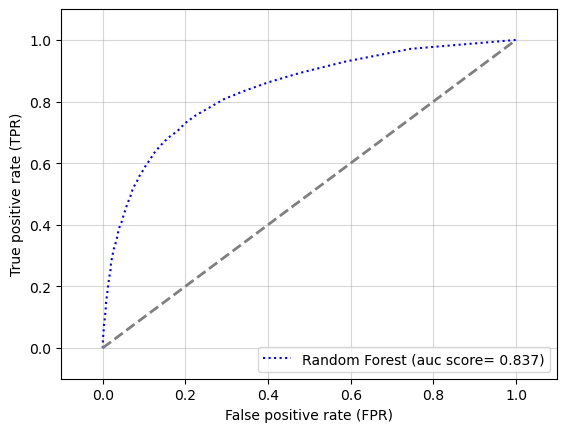 1.0
0.8
0.6
0.4
0.2
0.0
True positive rate (TPR)
Random Forest (auc score= 0.837)
0.0 0.2 0.4 0.6 0.8 1.0
False positive rate (FPR)